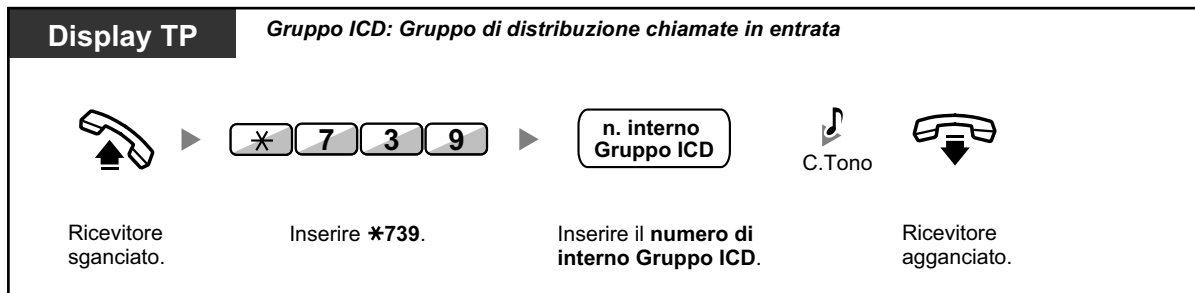 Display TP
Gruppo ICD: Gruppo di distribuzione chiamate in entrata
* 7 3 9
n. interno
Gruppo ICD
C.Tono
Ricevitore
sganciato.
Inserire *739.
Inserire il numero di
interno Gruppo ICD.
Ricevitore
agganciato.